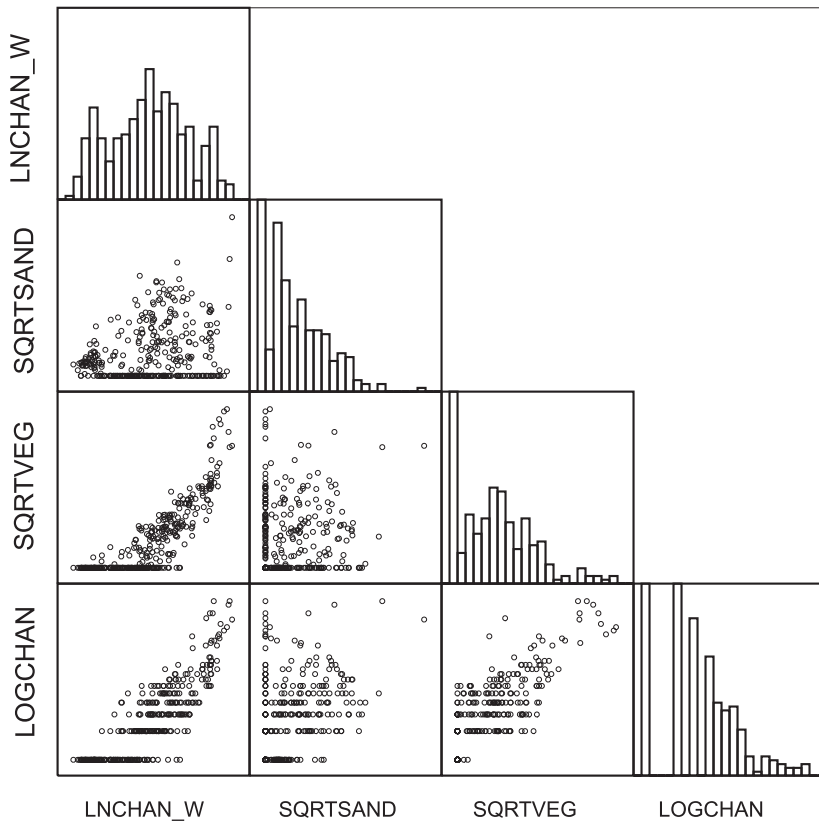 LNCHAN_W
SQRTSAND
SQRTVEG
LOGCHAN
LNCHAN_W
SQRTSAND
SQRTVEG
LOGCHAN